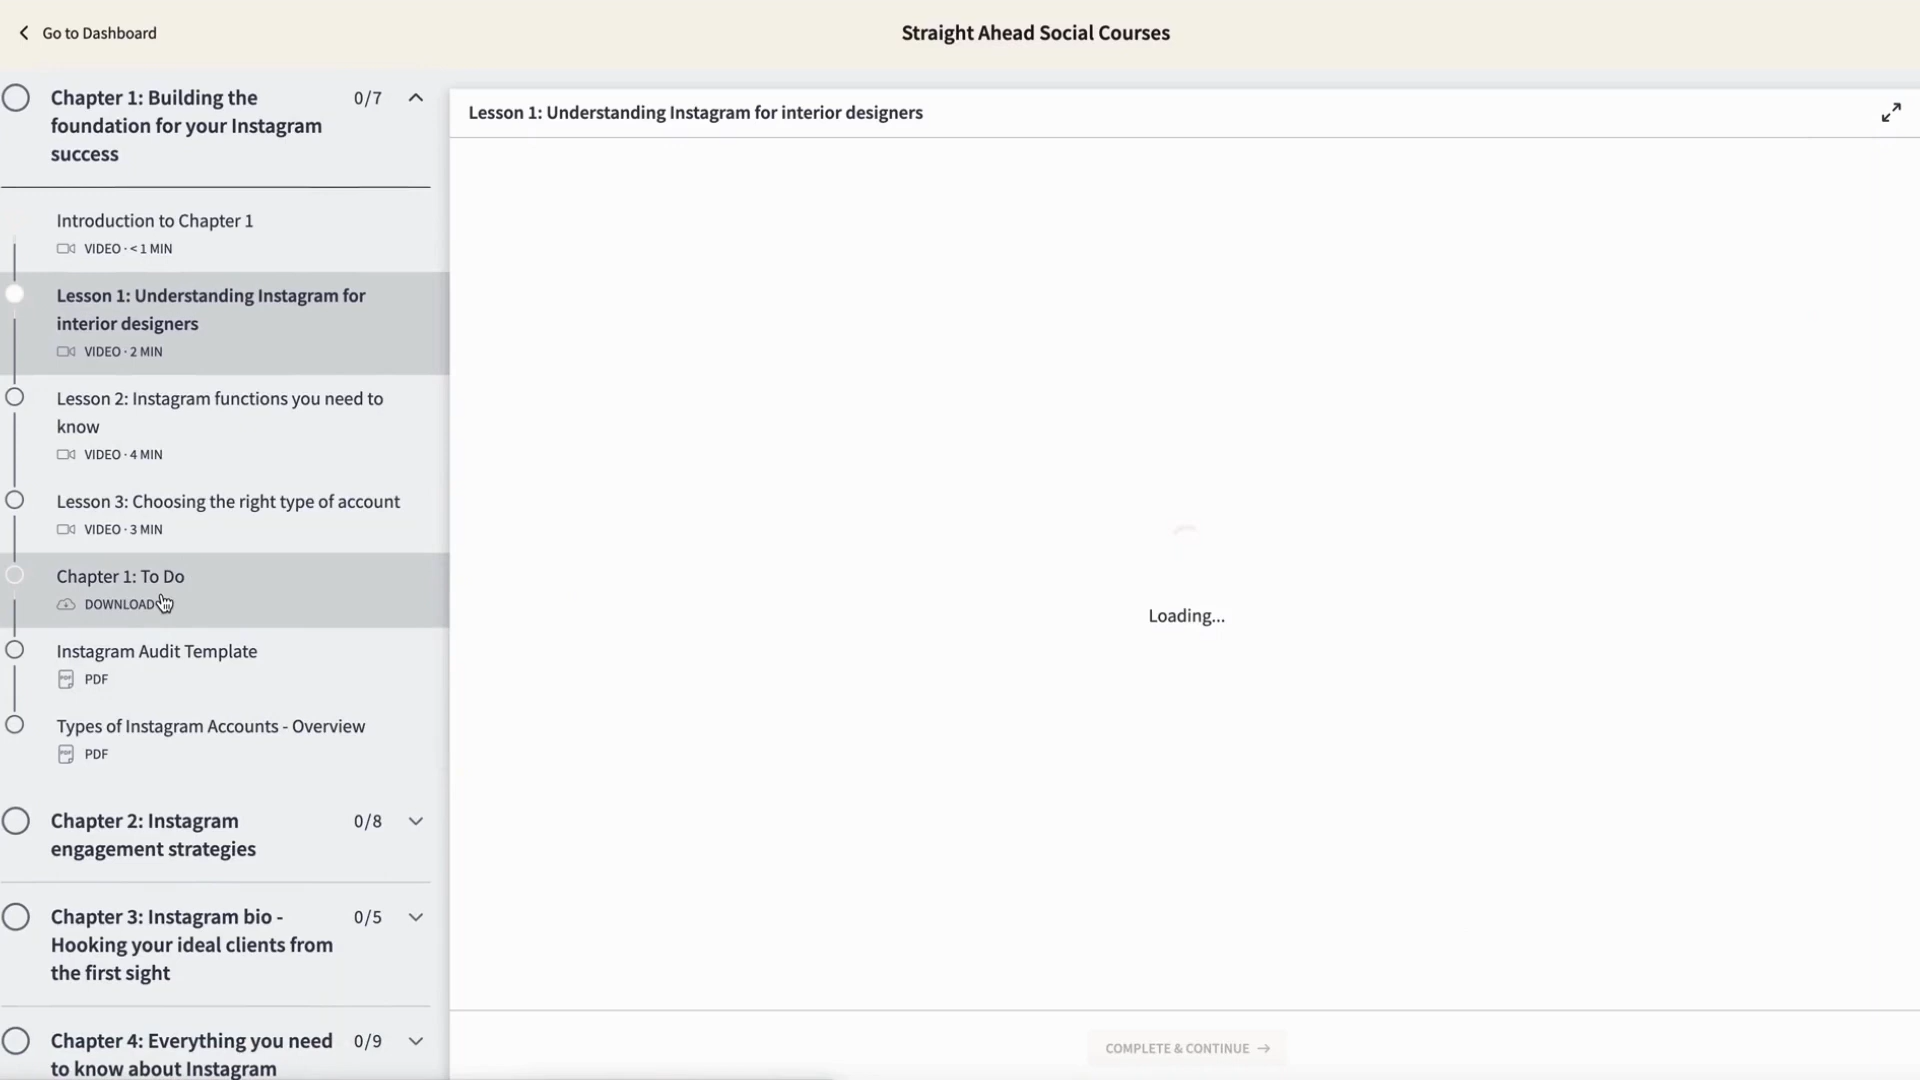 Go to Dashboard
Straight Ahead Social Courses
Chapter 1: Building the
foundation for your Instagram
success
0/7
Introduction to Chapter 1
VIDEO · < 1 MIN
Lesson 1: Understanding Instagram for
interior designers
VIDEO · 2 MIN
Lesson 2: Instagram functions you need to
know
VIDEO · 4 MIN
Lesson 3: Choosing the right type of account
VIDEO · 3 MIN
Chapter 1: To Do
DOWNLOAD
Instagram Audit Template
PDF
Types of Instagram Accounts - Overview
PDF
Chapter 2: Instagram
engagement strategies
0/8
Chapter 3: Instagram bio -
Hooking your ideal clients from
the first sight
0/5
Chapter 4: Everything you need
to know about Instagram
0/9
Lesson 1: Understanding Instagram for interior designers
Loading...
COMPLETE & CONTINUE →